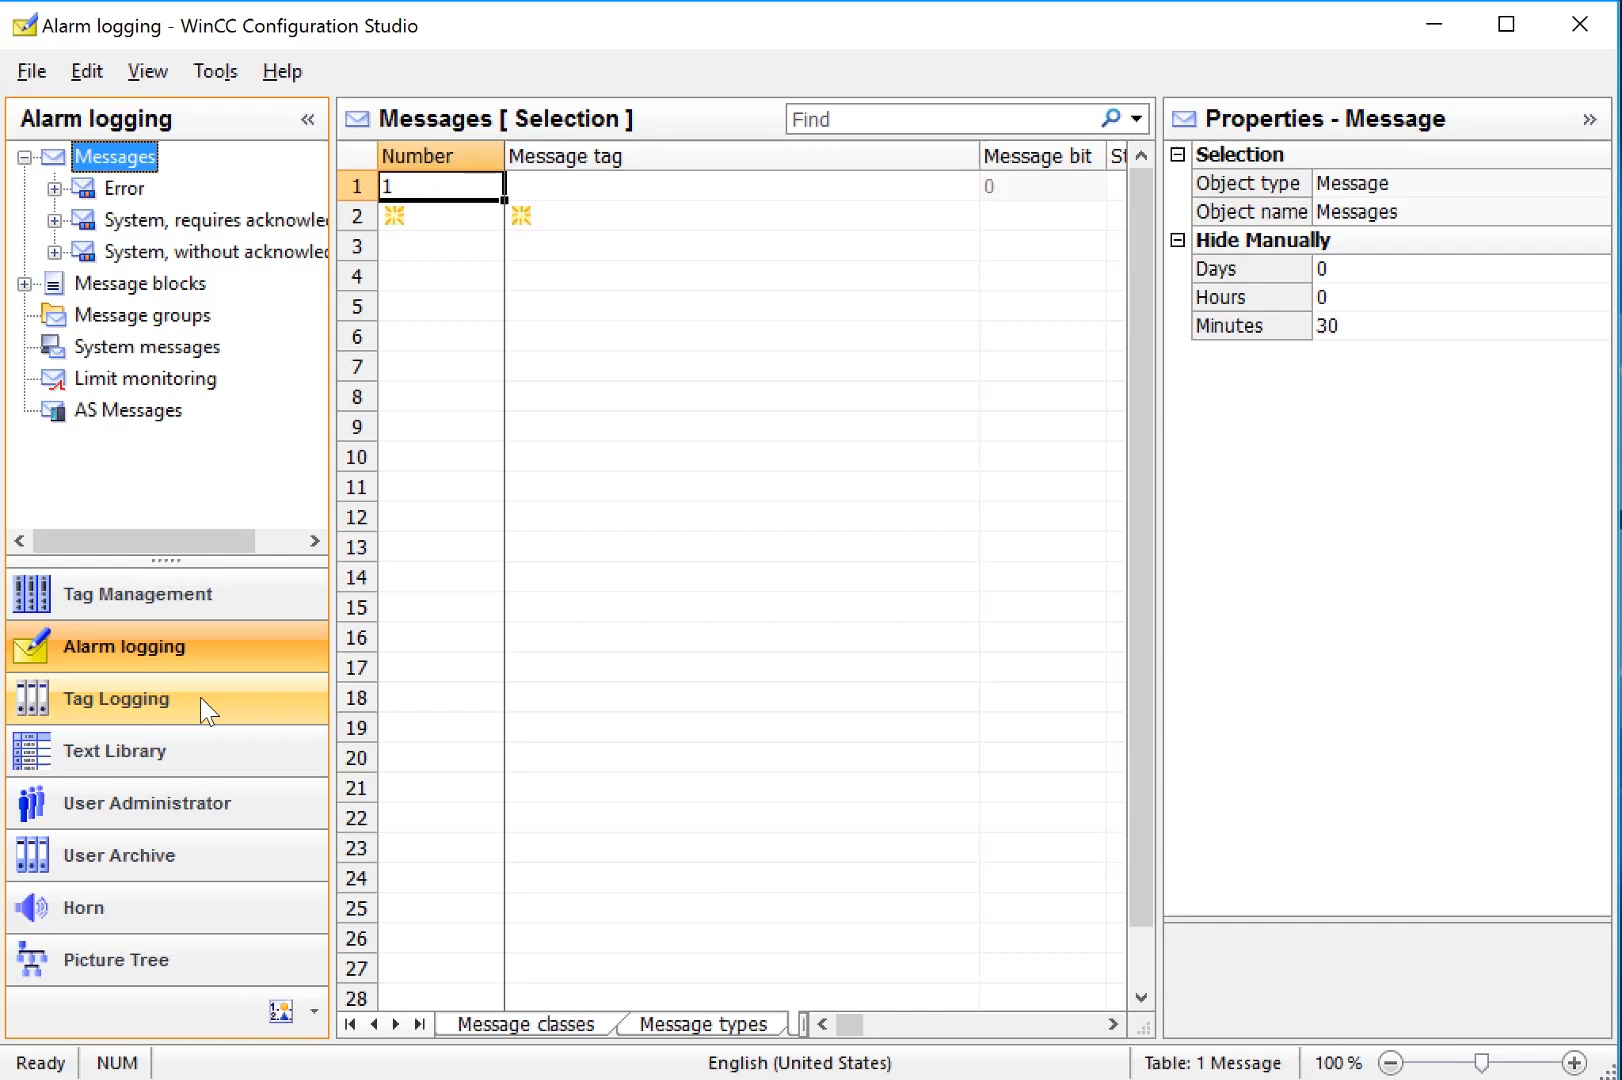 Alarm logging - WinCC Configuration Studio
File Edit View Tools Help
Alarm logging «
Messages
Error
System, requires acknowle
System, without acknowle
Message blocks
Message groups
System messages
Limit monitoring
AS Messages
Tag Management
Alarm logging
Tag Logging
Text Library
User Administrator
User Archive
Horn
Picture Tree
Messages [ Selection ] Find
Number Message tag Message bit St
1 1 0
2
3
4
5
6
7
8
9
10
11
12
13
14
15
16
17
18
19
20
21
22
23
24
25
26
27
28
Message classes Message types
Properties - Message »
Selection
Object type Message
Object name Messages
Hide Manually
Days 0
Hours 0
Minutes 30
Ready NUM English (United States) Table: 1 Message 100 %